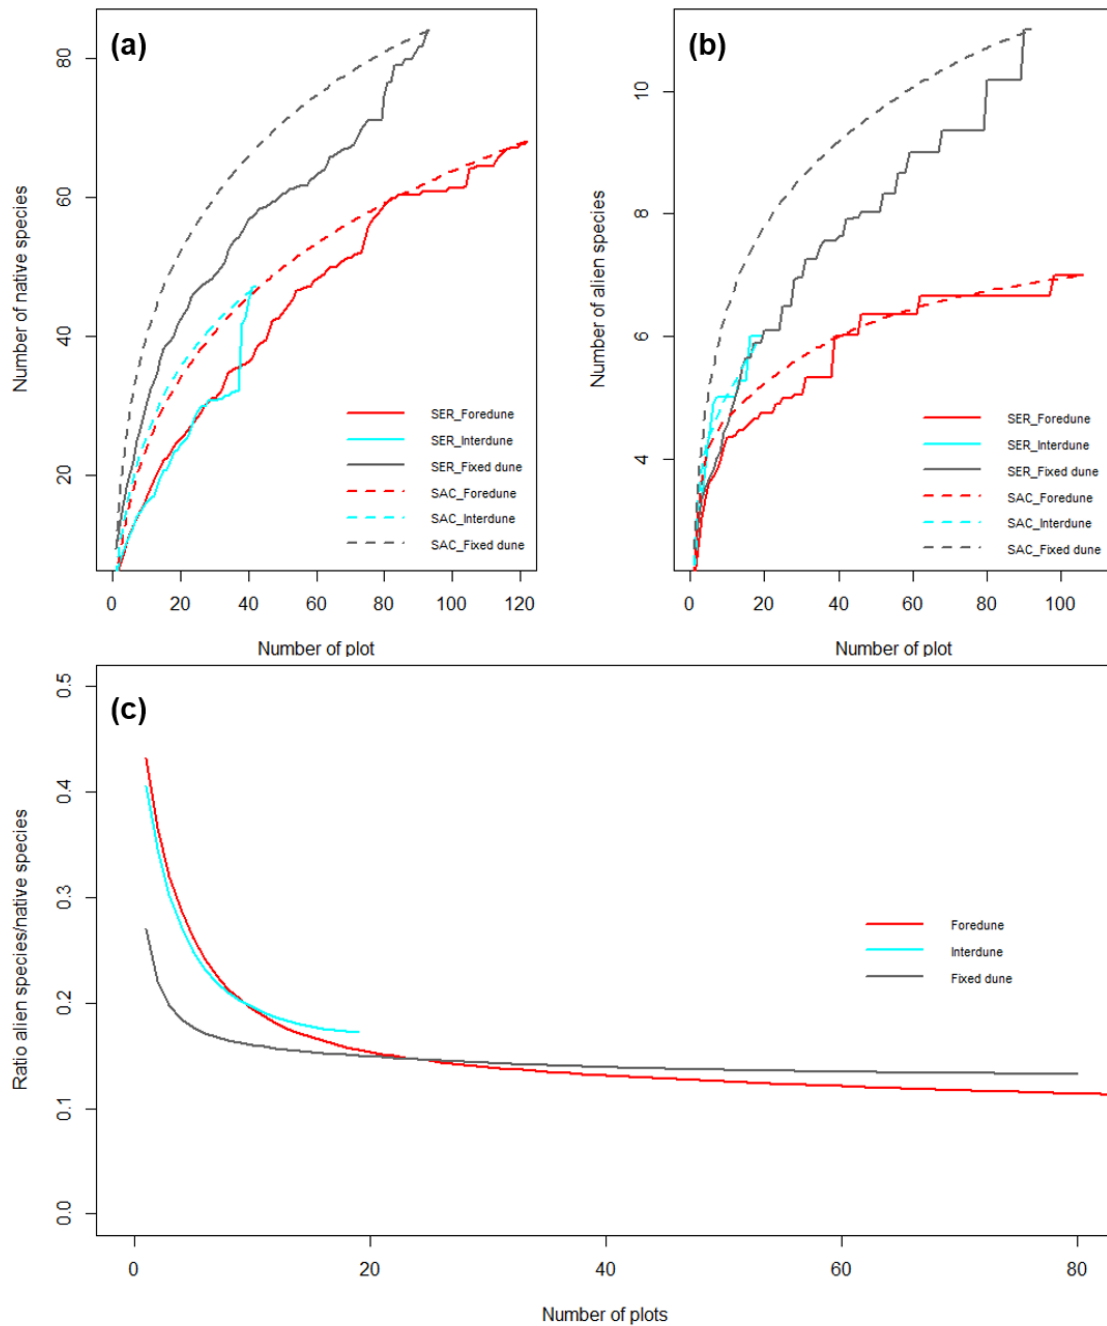 (a)
Number of native species
80
60
40
20
SER_Foredune
SER_Interdune
SER_Fixed dune
SAC_Foredune
SAC_Interdune
SAC_Fixed dune
0 20 40 60 80 100 120
Number of plot
(b)
Number of alien species
10
8
6
4
SER_Foredune
SER_Interdune
SER_Fixed dune
SAC_Foredune
SAC_Interdune
SAC_Fixed dune
0 20 40 60 80 100
Number of plot
(c)
Ratio alien species/native species
0.5
0.4
0.3
0.2
0.1
0.0
Foredune
Interdune
Fixed dune
0 20 40 60 80
Number of plots